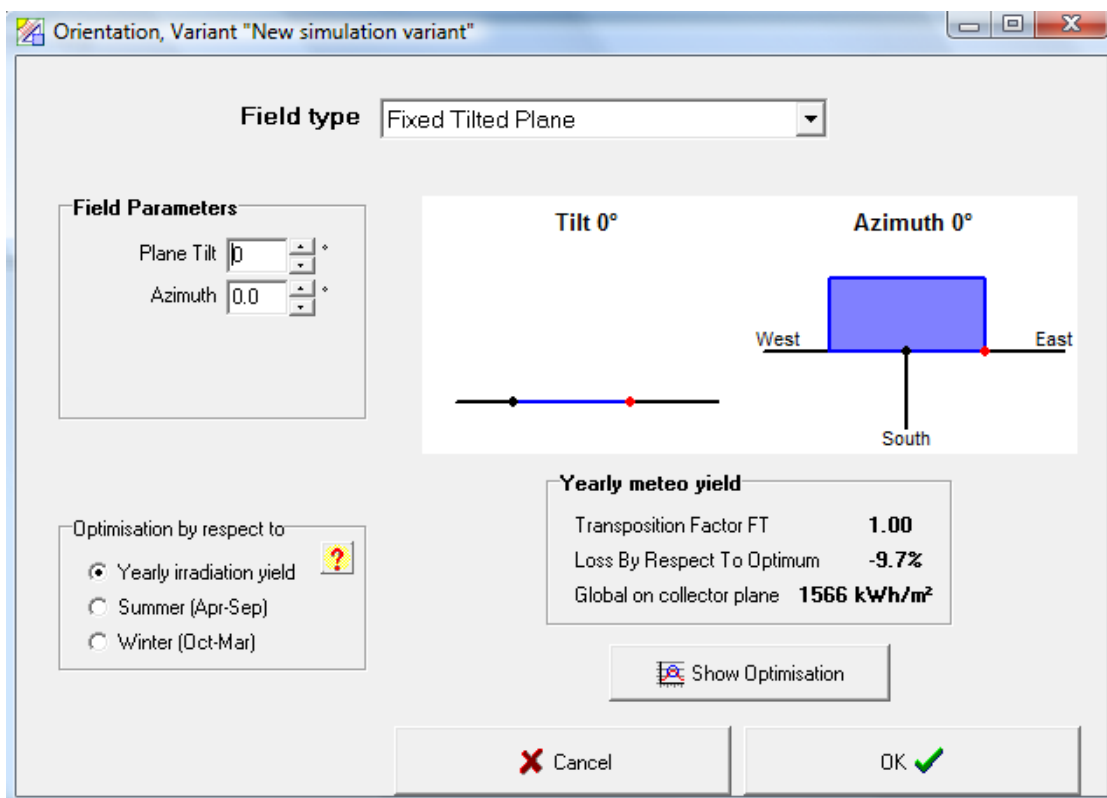 Orientation, Variant "New simulation variant"
Field type Fixed Tilted Plane
Field Parameters
Plane Tilt 0 °
Azimuth 0.0 °
Tilt 0°
Azimuth 0°
West East
South
Optimisation by respect to
?
Yearly irradiation yield
Summer (Apr-Sep)
Winter (Oct-Mar)
Yearly meteo yield
Transposition Factor FT 1.00
Loss By Respect To Optimum -9.7%
Global on collector plane 1566 kWh/m²
Show Optimisation
Cancel
OK